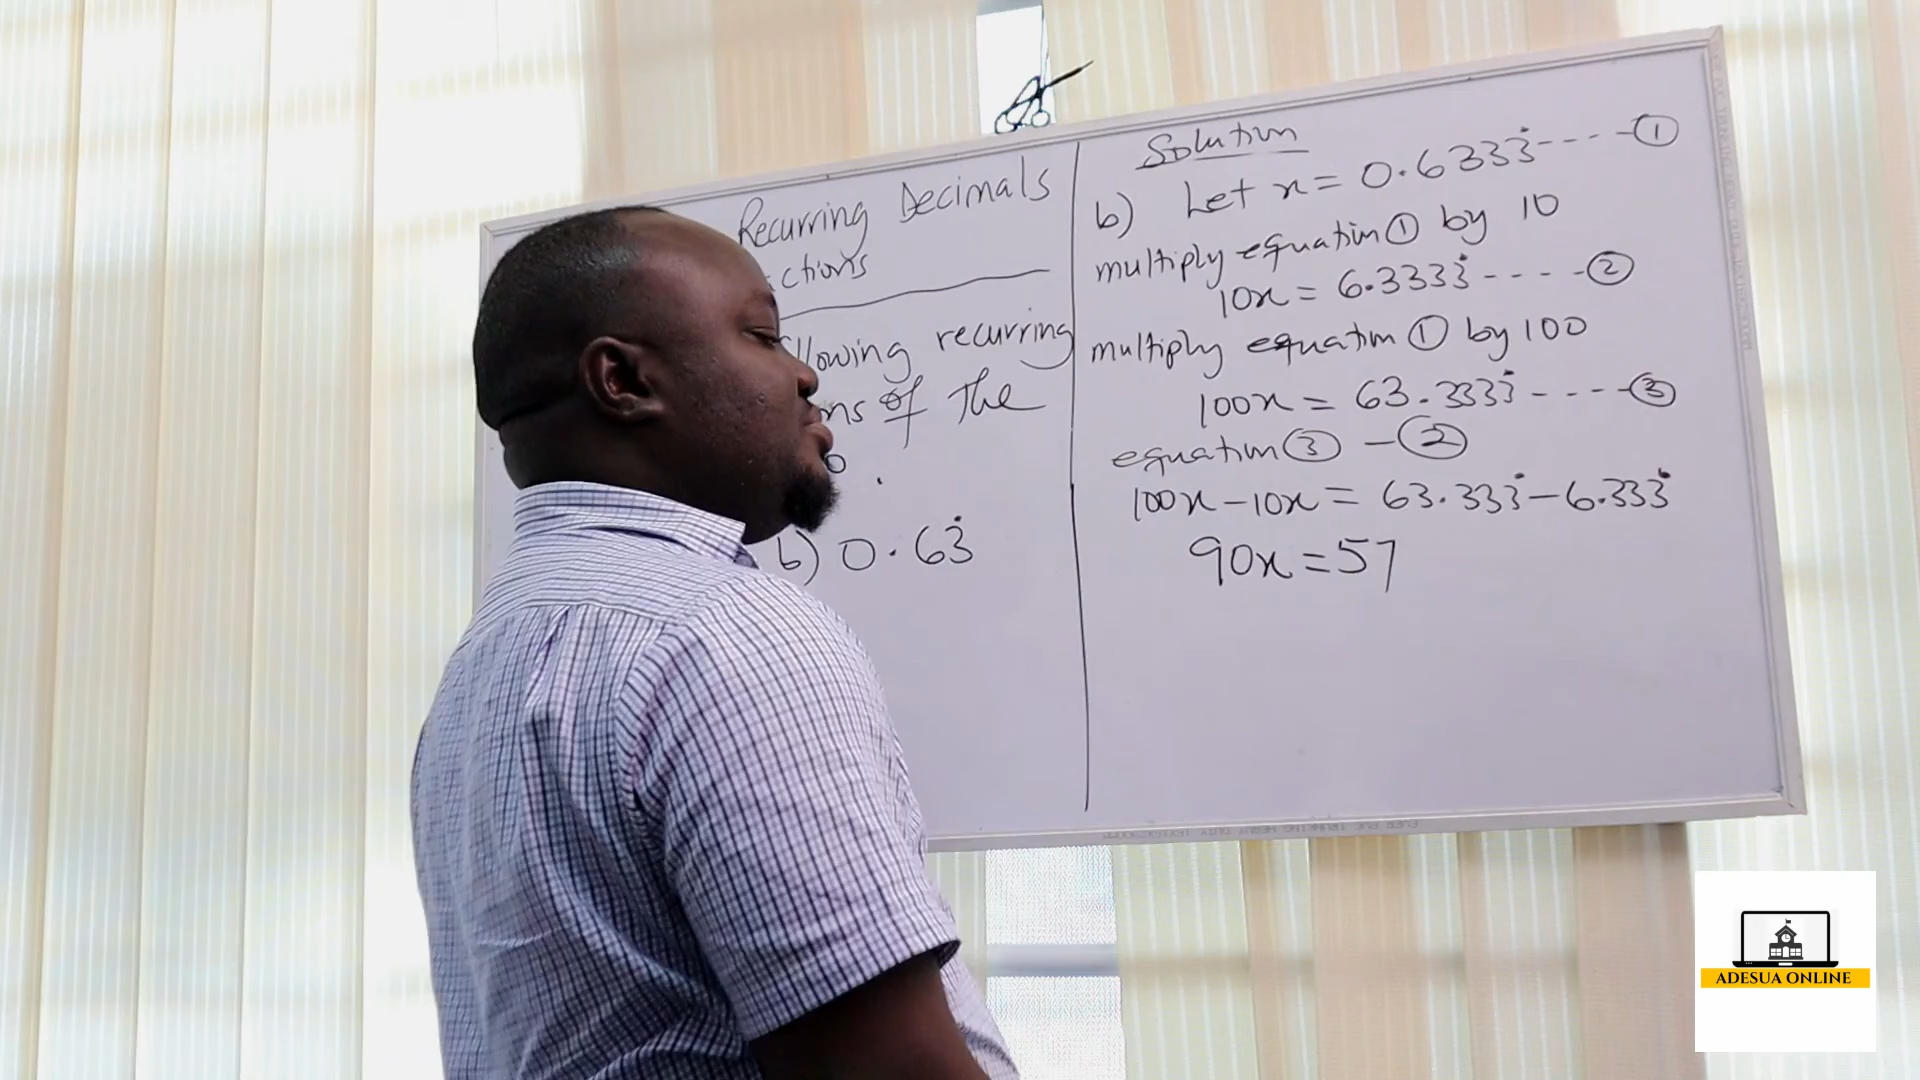 Recurring Decimals
ctions
llowing recurring
ns of the
b) 0.63̇
Solution
b) Let x = 0.6333̇ ---- ①
multiply equation ① by 10
10x = 6.3333̇ ---- ②
multiply equation ① by 100
100x = 63.3333̇ ---- ③
equation ③ - ②
100x - 10x = 63.333̇ - 6.333̇
90x = 57
ADESUA ONLINE